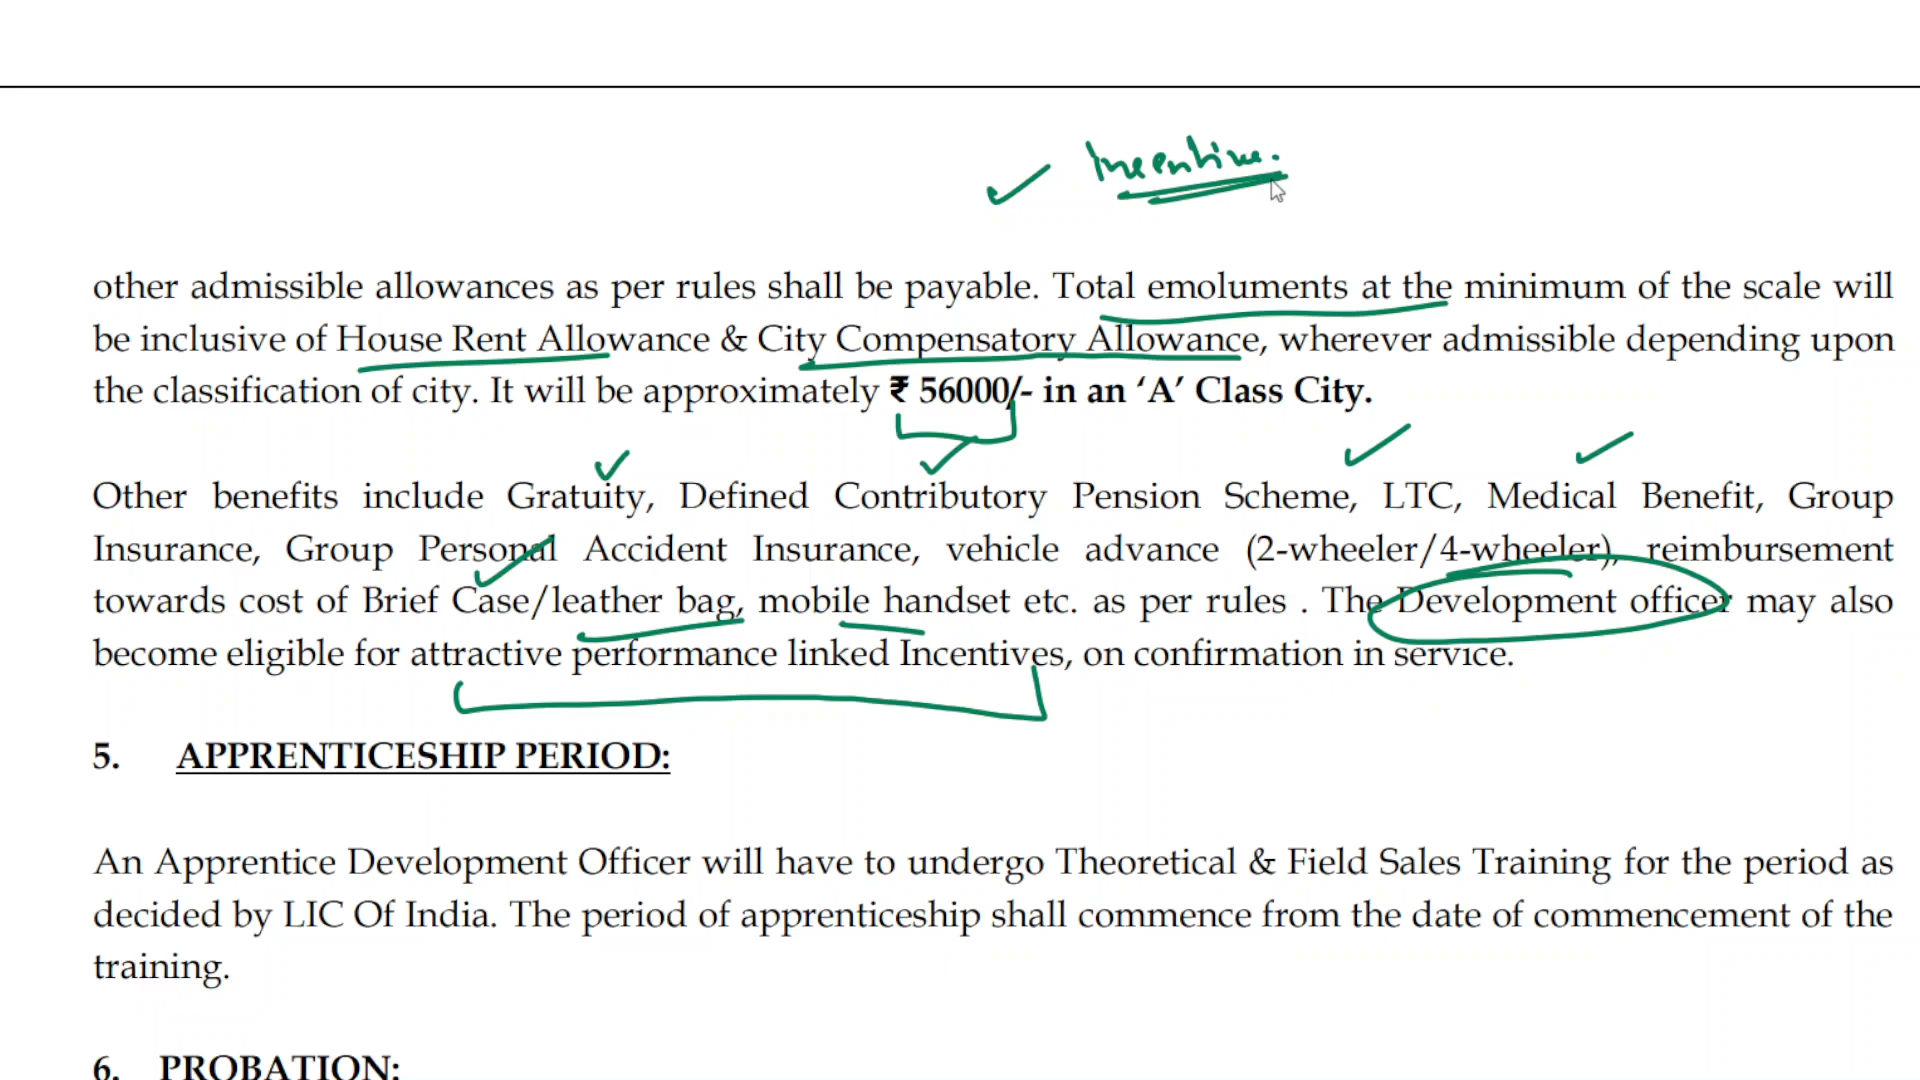 Incentive.
other admissible allowances as per rules shall be payable. Total emoluments at the minimum of the scale will
be inclusive of House Rent Allowance & City Compensatory Allowance, wherever admissible depending upon
the classification of city. It will be approximately ₹ 56000/- in an ‘A’ Class City.
Other benefits include Gratuity, Defined Contributory Pension Scheme, LTC, Medical Benefit, Group
Insurance, Group Personal Accident Insurance, vehicle advance (2-wheeler/4-wheeler), reimbursement
towards cost of Brief Case/leather bag, mobile handset etc. as per rules . The Development officer may also
become eligible for attractive performance linked Incentives, on confirmation in service.
5. APPRENTICESHIP PERIOD:
An Apprentice Development Officer will have to undergo Theoretical & Field Sales Training for the period as
decided by LIC Of India. The period of apprenticeship shall commence from the date of commencement of the
training.
6. PROBATION: